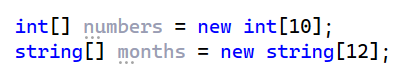 int[] numbers = new int[10];
string[] months = new string[12];